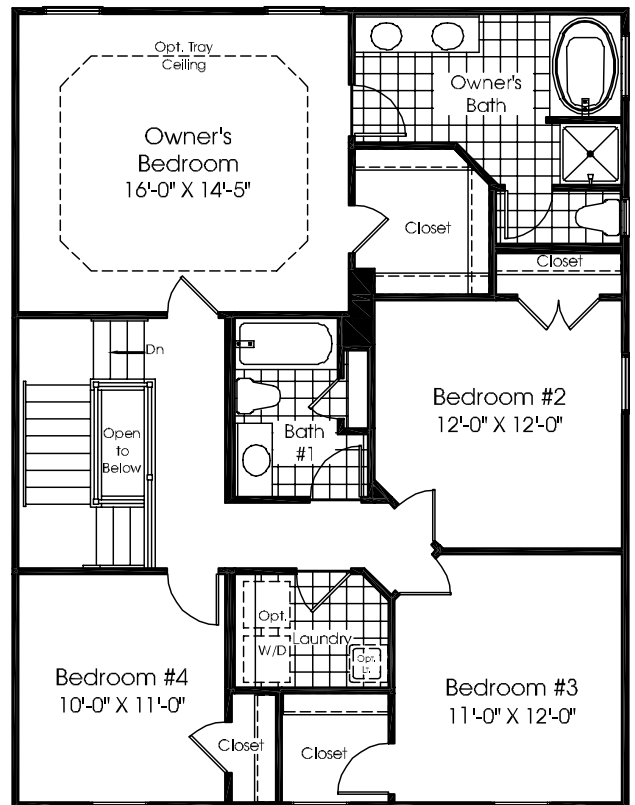 Opt. Tray
Ceiling
Owner's
Bedroom
16'-0" X 14'-5"
Owner's
Bath
Closet
Closet
Dn
Open
to
Below
Bath
#1
Bedroom #2
12'-0" X 12'-0"
Opt.
W/D
Laundry
Opt.
L.T.
Bedroom #4
10'-0" X 11'-0"
Closet
Closet
Bedroom #3
11'-0" X 12'-0"